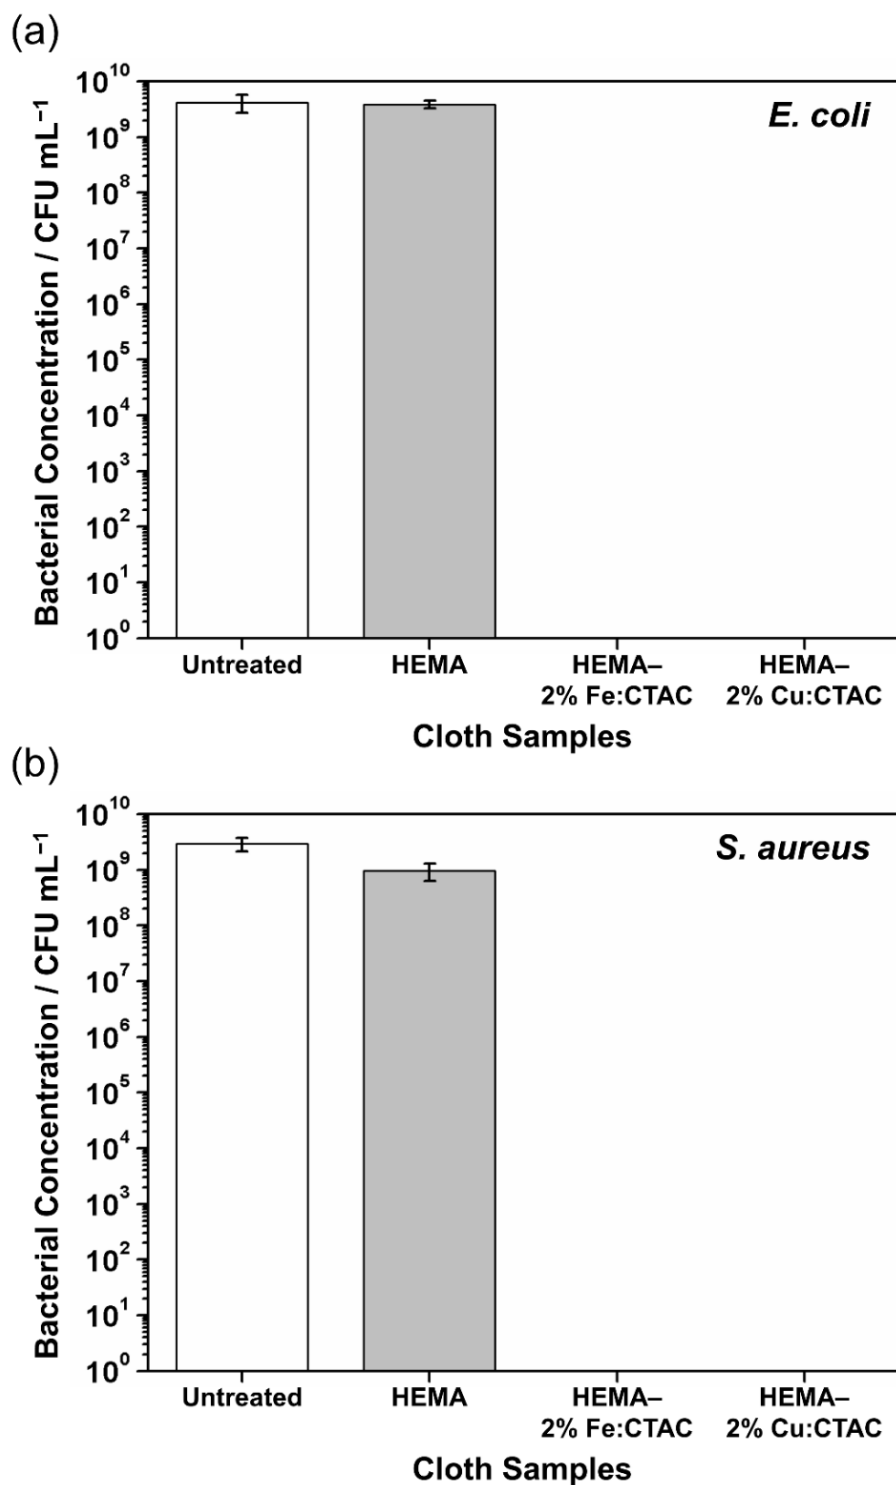 (a)
Bacterial Concentration / CFU mL⁻¹
10¹⁰
10⁹
10⁸
10⁷
10⁶
10⁵
10⁴
10³
10²
10¹
10⁰
E. coli
Untreated
HEMA
HEMA–
2% Fe:CTAC
HEMA–
2% Cu:CTAC
Cloth Samples
(b)
Bacterial Concentration / CFU mL⁻¹
10¹⁰
10⁹
10⁸
10⁷
10⁶
10⁵
10⁴
10³
10²
10¹
10⁰
S. aureus
Untreated
HEMA
HEMA–
2% Fe:CTAC
HEMA–
2% Cu:CTAC
Cloth Samples